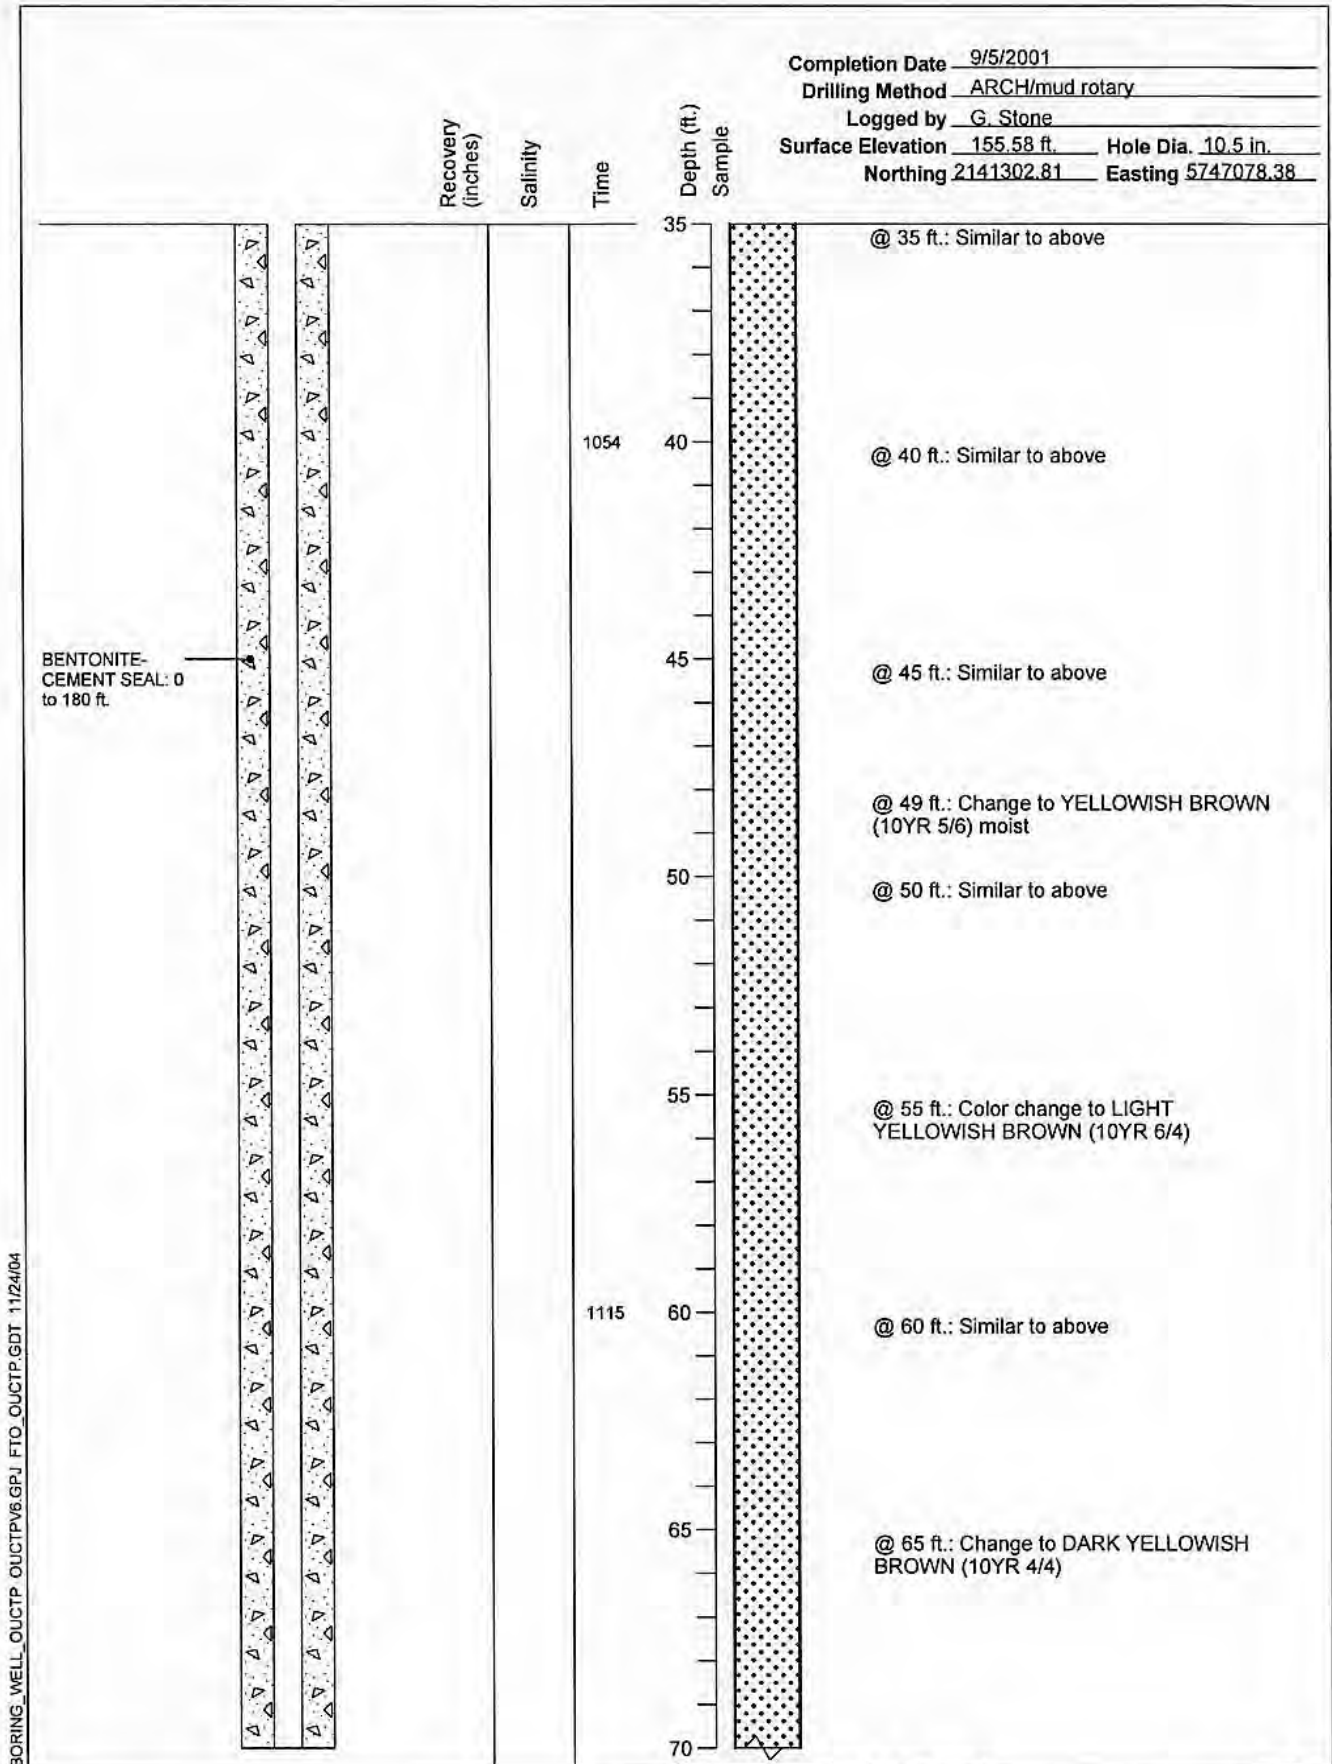 Completion Date 9/5/2001
Drilling Method ARCH/mud rotary
Logged by G. Stone
Surface Elevation 155.58 ft. Hole Dia. 10.5 in.
Northing 2141302.81 Easting 5747078.38
Recovery
(inches)
Salinity
Time
Depth (ft.)
Sample
35
@ 35 ft.: Similar to above
1054
40
@ 40 ft.: Similar to above
BENTONITE-
CEMENT SEAL: 0
to 180 ft.
45
@ 45 ft.: Similar to above
@ 49 ft.: Change to YELLOWISH BROWN
(10YR 5/6) moist
50
@ 50 ft.: Similar to above
55
@ 55 ft.: Color change to LIGHT
YELLOWISH BROWN (10YR 6/4)
1115
60
@ 60 ft.: Similar to above
65
@ 65 ft.: Change to DARK YELLOWISH
BROWN (10YR 4/4)
70
BORING_WELL_OUCTP OUCTPV6.GPJ FTO_OUCTP.GDT 11/24/04